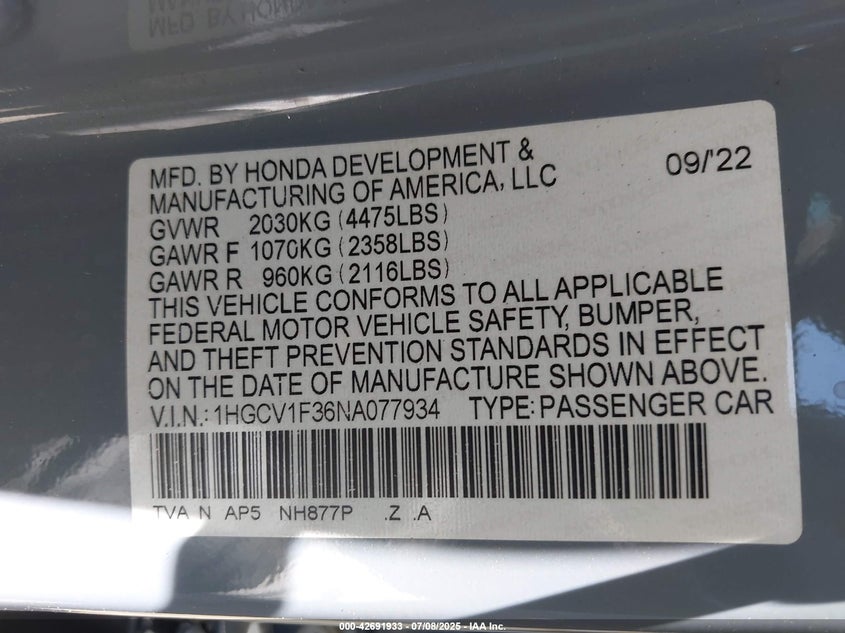 MFD. BY HONDA DEVELOPMENT &
MANUFACTURING OF AMERICA, LLC 09/'22
GVWR 2030KG (4475LBS)
GAWR F 1070KG (2358LBS)
GAWR R 960KG (2116LBS)
THIS VEHICLE CONFORMS TO ALL APPLICABLE
FEDERAL MOTOR VEHICLE SAFETY, BUMPER,
AND THEFT PREVENTION STANDARDS IN EFFECT
ON THE DATE OF MANUFACTURE SHOWN ABOVE.
V.I.N.: 1HGCV1F36NA077934 TYPE: PASSENGER CAR
TVA N AP5 NH877P .Z .A
000-42691933 - 07/08/2025 - IAA Inc.